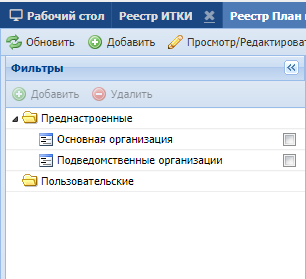 Рабочий стол Реестр ИТКИ Реестр План
Обновить Добавить Просмотр/Редактироват
Фильтры
Добавить Удалить
Преднастроенные
Основная организация
Подведомственные организации
Пользовательские